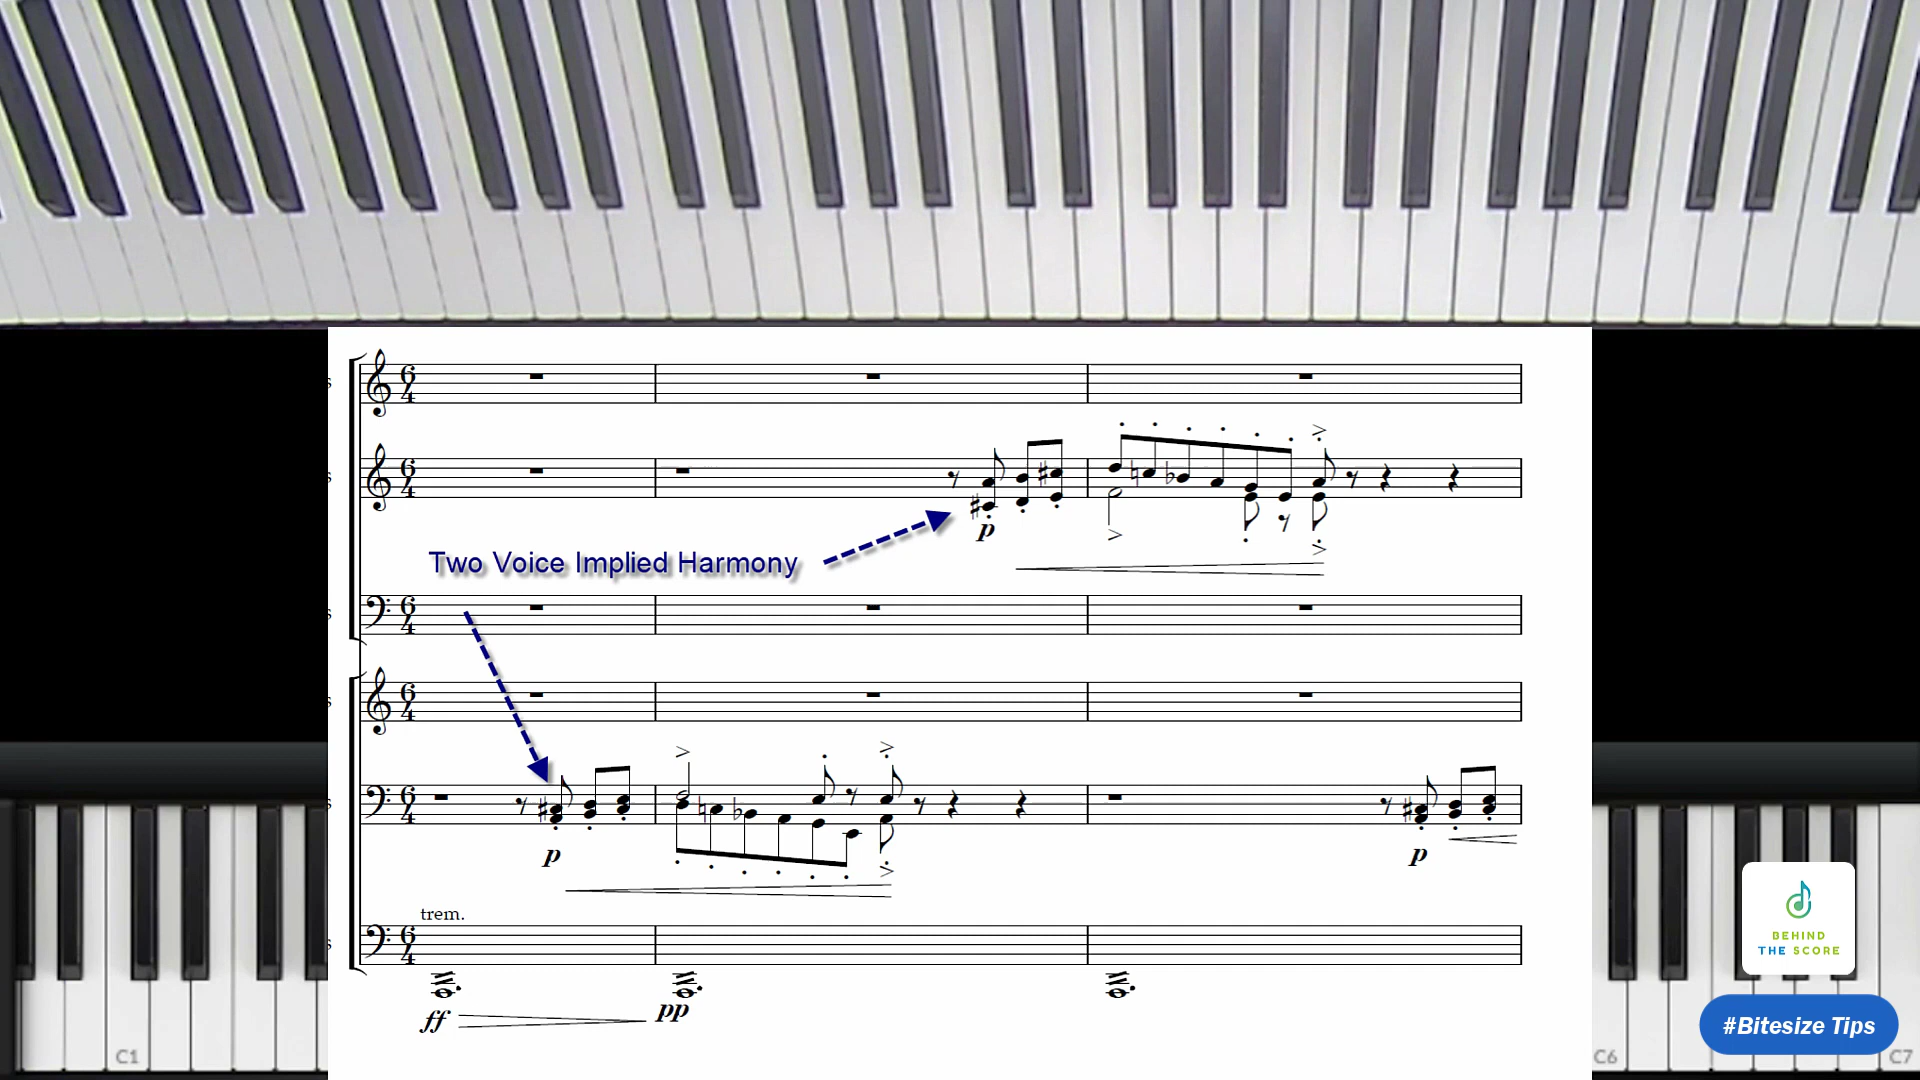 Two Voice Implied Harmony
p
p
p
trem.
ff
pp
C1
C6
C7
BEHIND
THE SCORE
#Bitesize Tips